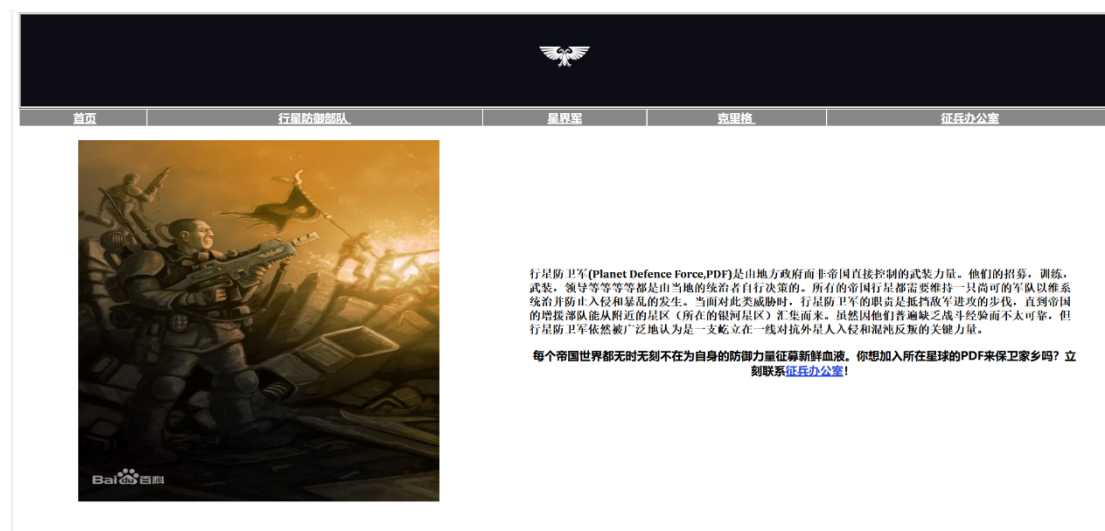 首页 行星防御部队 星界军 克里格 征兵办公室
行星防卫军(Planet Defence Force,PDF)是由地方政府而非帝国直接控制的武装力量。他们的招募，训练，
武装，领导等等等等都是由当地的统治者自行决策的。所有的帝国行星都需要维持一只尚可的军队以维系
统治并防止入侵和暴乱的发生。当面对此类威胁时，行星防卫军的职责是抵挡敌军进攻的步伐，直到帝国
的增援部队能从附近的星区（所在的银河星区）汇集而来。虽然因他们普遍缺乏战斗经验而不太可靠，但
行星防卫军依然被广泛地认为是一支屹立在一线对抗外星人入侵和混沌反叛的关键力量。
每个帝国世界都无时无刻不在为自身的防御力量征募新鲜血液。你想加入所在星球的PDF来保卫家乡吗？立
刻联系征兵办公室！
Bai du 百科